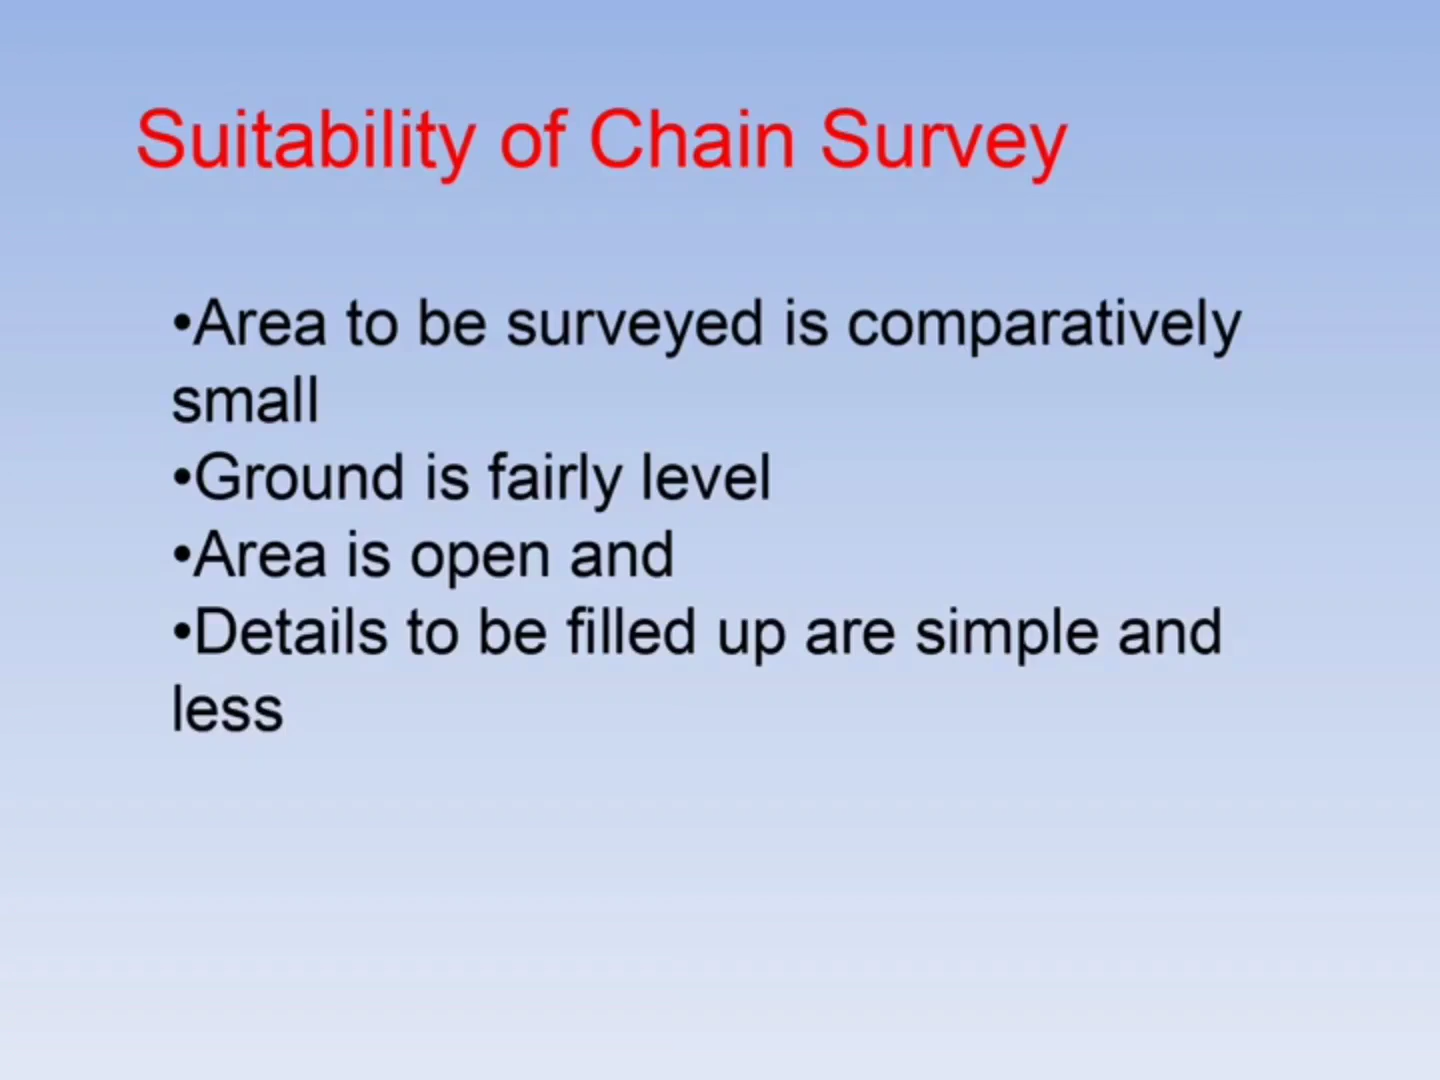 Suitability of Chain Survey
•Area to be surveyed is comparatively
small
•Ground is fairly level
•Area is open and
•Details to be filled up are simple and
less